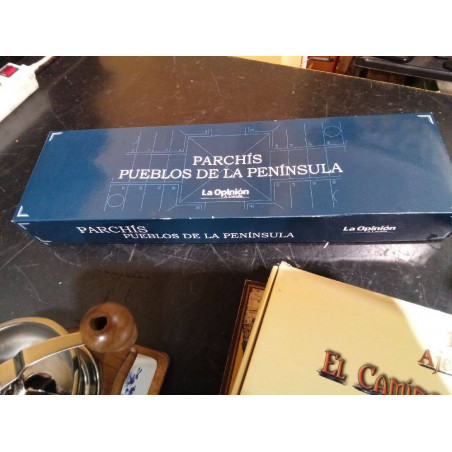 PARCHÍS
PUEBLOS DE LA PENÍNSULA
La Opinión
PARCHÍS
PUEBLOS DE LA PENÍNSULA
La Opinión
EL CAMINO